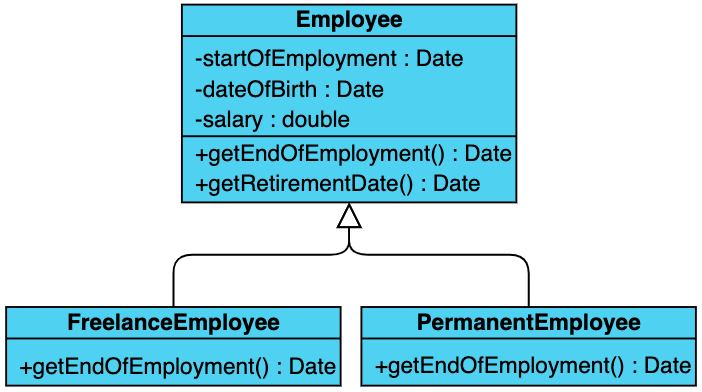 Employee
-startOfEmployment : Date
-dateOfBirth : Date
-salary : double
+getEndOfEmployment() : Date
+getRetirementDate() : Date
FreelanceEmployee
+getEndOfEmployment() : Date
PermanentEmployee
+getEndOfEmployment() : Date